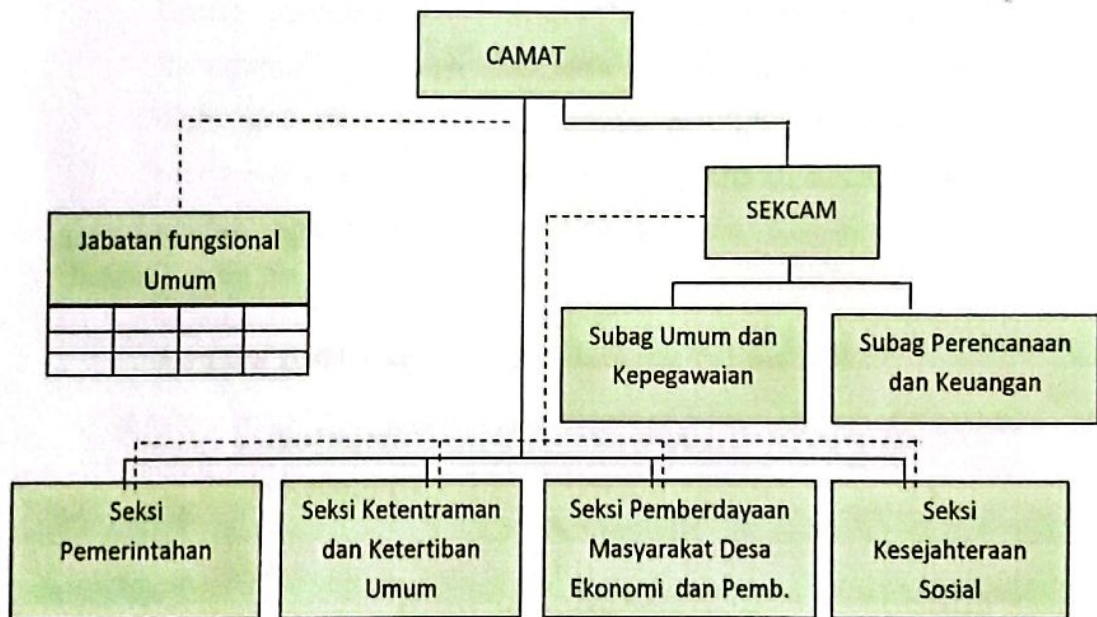 CAMAT
SEKCAM
Jabatan fungsional
Umum
Subag Umum dan
Kepegawaian
Subag Perencanaan
dan Keuangan
Seksi
Pemerintahan
Seksi Ketentraman
dan Ketertiban
Umum
Seksi Pemberdayaan
Masyarakat Desa
Ekonomi dan Pemb.
Seksi
Kesejahteraan
Sosial